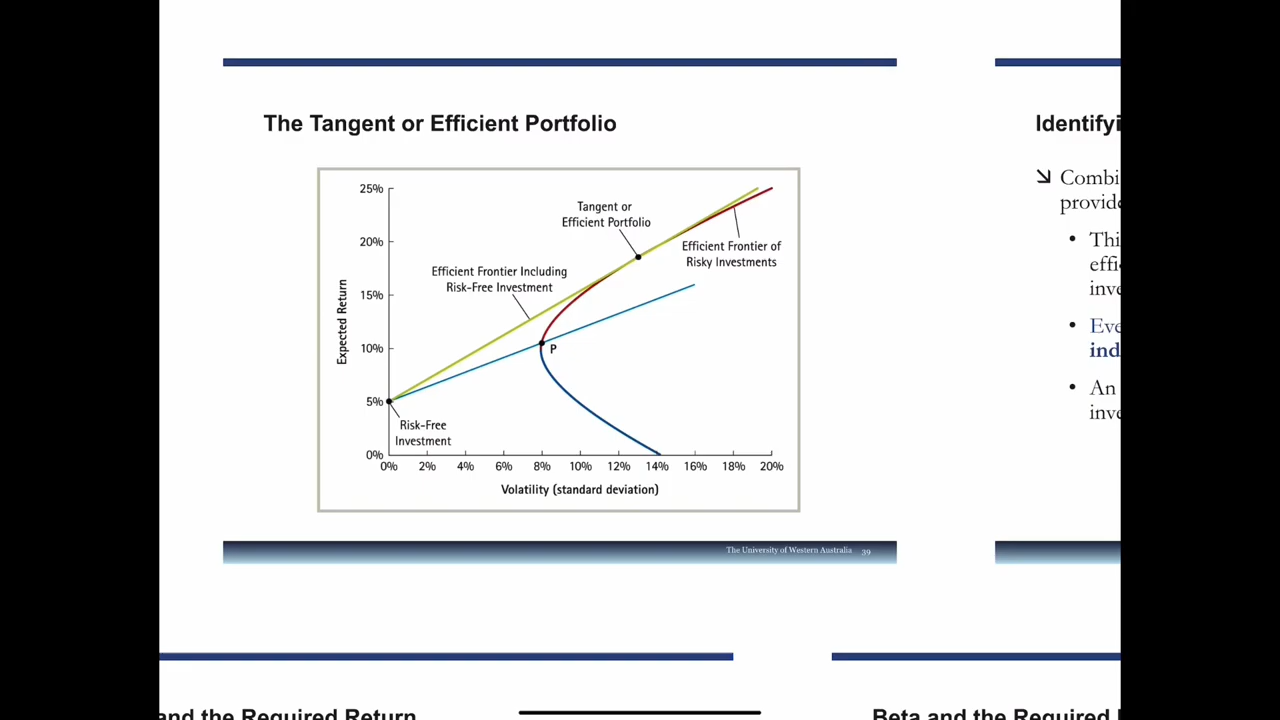 The Tangent or Efficient Portfolio
25%
20%
15%
10%
5%
0%
Expected Return
Tangent or
Efficient Portfolio
Efficient Frontier of
Risky Investments
Efficient Frontier Including
Risk-Free Investment
P
Risk-Free
Investment
0% 2% 4% 6% 8% 10% 12% 14% 16% 18% 20%
Volatility (standard deviation)
The University of Western Australia 39
Identifyi
↘ Combi
provide
• Thi
effi
inve
• Eve
ind
• An
inve
and the Required Return
Beta and the Required